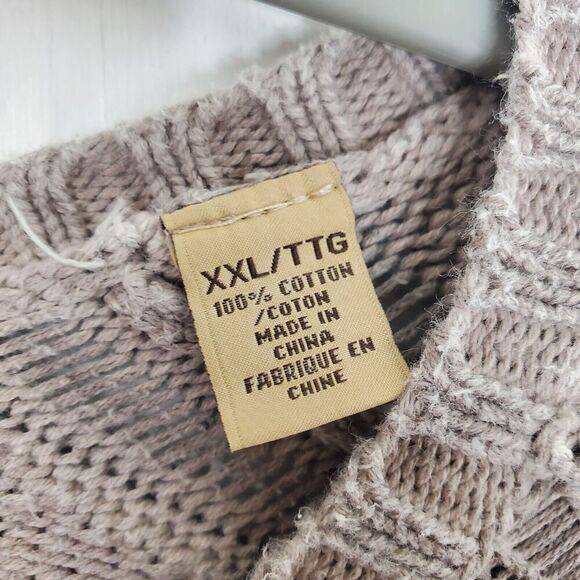 XXL/TTG
100% COTTON
/COTON
MADE IN
CHINA
FABRIQUE EN
CHINE